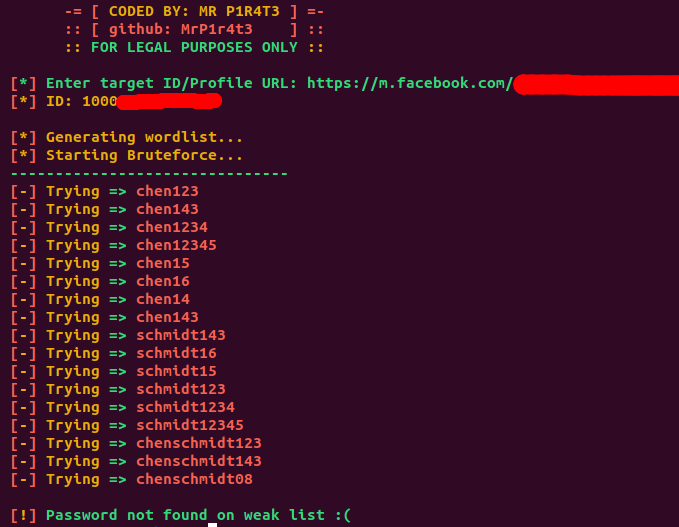 -= [ CODED BY: MR P1R4T3 ] =-
:: [ github: MrP1r4t3 ] ::
:: FOR LEGAL PURPOSES ONLY ::
[*] Enter target ID/Profile URL: https://m.facebook.com/
[*] ID: 1000
[*] Generating wordlist...
[*] Starting Bruteforce...
-------------------------------
[-] Trying => chen123
[-] Trying => chen143
[-] Trying => chen1234
[-] Trying => chen12345
[-] Trying => chen15
[-] Trying => chen16
[-] Trying => chen14
[-] Trying => chen143
[-] Trying => schmidt143
[-] Trying => schmidt16
[-] Trying => schmidt15
[-] Trying => schmidt123
[-] Trying => schmidt1234
[-] Trying => schmidt12345
[-] Trying => chenschmidt123
[-] Trying => chenschmidt143
[-] Trying => chenschmidt08
[!] Password not found on weak list :(